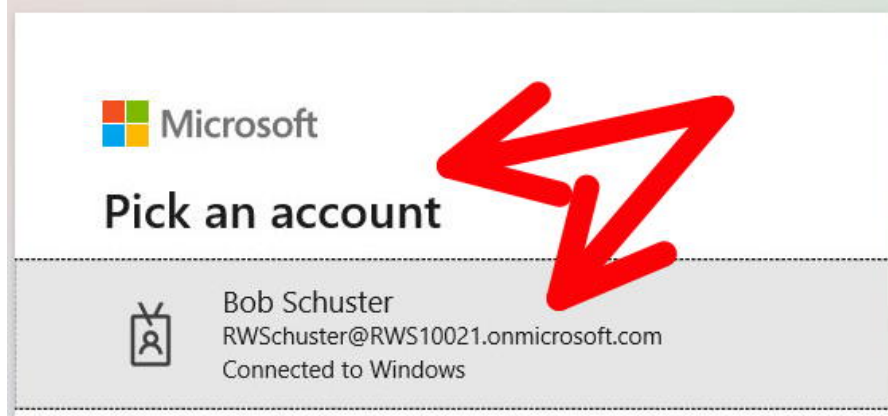 Microsoft
Pick an account
Bob Schuster
RWSchuster@RWS10021.onmicrosoft.com
Connected to Windows